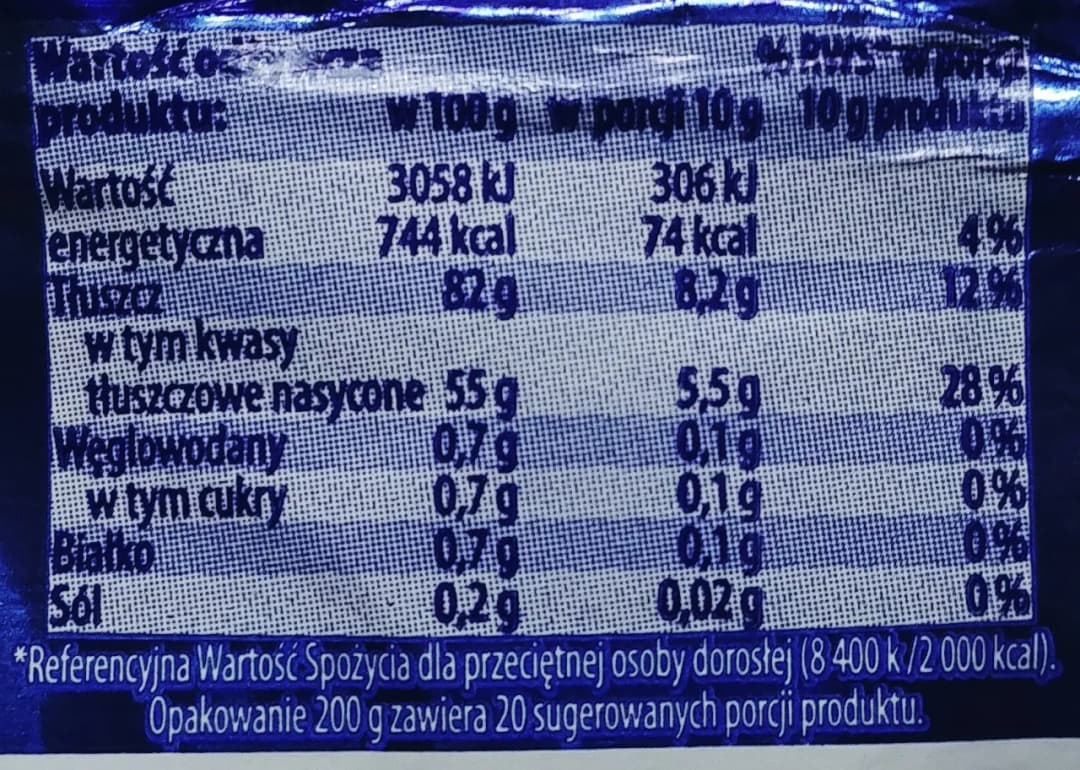 Wartość
% RWS* w porcji
produktu: w 100 g w porcji 10 g 10 g produktu
Wartość 3058 kJ 306 kJ
energetyczna 744 kcal 74 kcal 4 %
Tłuszcz 82 g 8,2 g 12 %
w tym kwasy
tłuszczowe nasycone 55 g 5,5 g 28 %
Węglowodany 0,7 g 0,1 g 0 %
w tym cukry 0,7 g 0,1 g 0 %
Białko 0,7 g 0,1 g 0 %
Sól 0,2 g 0,02 g 0 %
*Referencyjna Wartość Spożycia dla przeciętnej osoby dorosłej (8 400 k /2 000 kcal).
Opakowanie 200 g zawiera 20 sugerowanych porcji produktu.